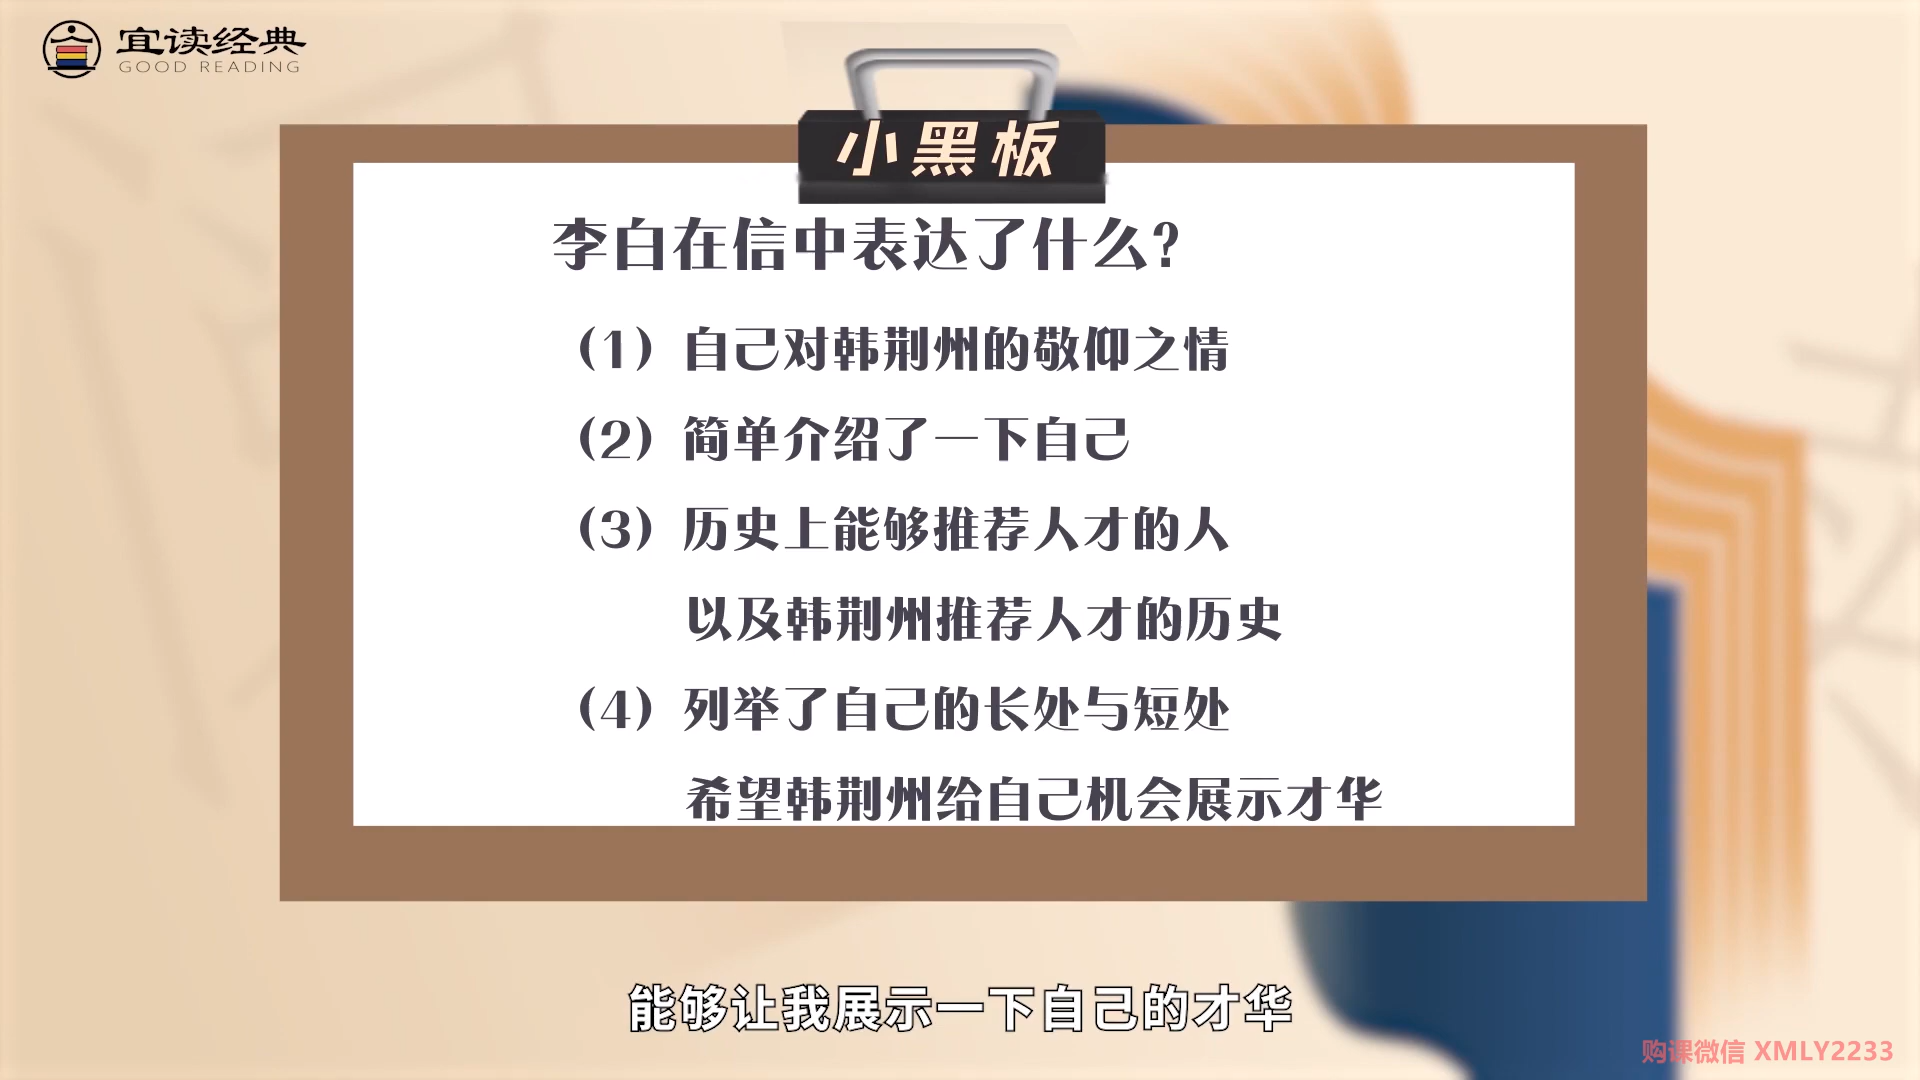 宜读经典
GOOD READING
小黑板
李白在信中表达了什么?
(1) 自己对韩荆州的敬仰之情
(2) 简单介绍了一下自己
(3) 历史上能够推荐人才的人
以及韩荆州推荐人才的历史
(4) 列举了自己的长处与短处
希望韩荆州给自己机会展示才华
能够让我展示一下自己的才华
购课微信 XMLY2233